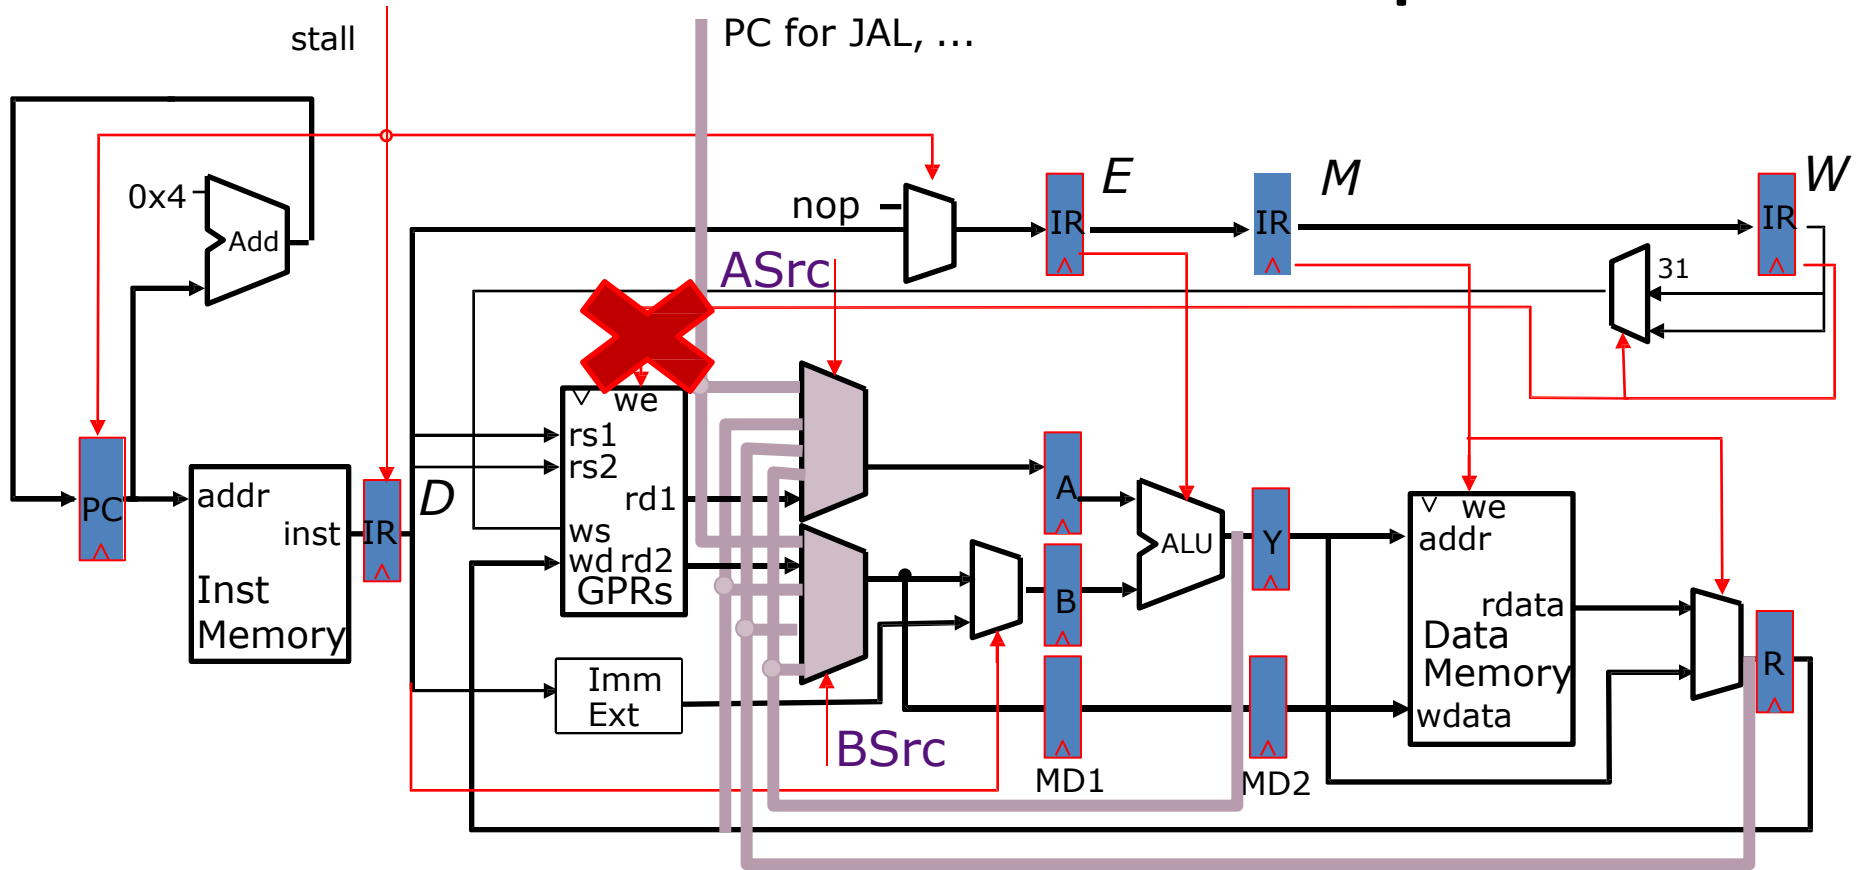 stall
PC for JAL, ...
0x4
Add
nop
IR
E
IR
M
IR
W
31
ASrc
we
rs1
rs2
rd1
ws
wd rd2
GPRs
PC
addr
inst
Inst
Memory
IR
D
Imm
Ext
BSrc
A
B
MD1
ALU
Y
MD2
we
addr
rdata
Data
Memory
wdata
R